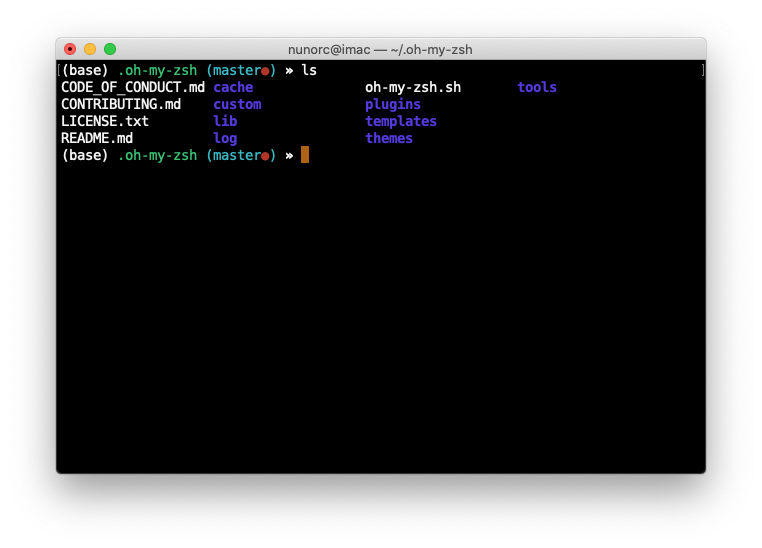 nunorc@imac — ~/.oh-my-zsh
[(base) .oh-my-zsh (master●) » ls ]
CODE_OF_CONDUCT.md cache oh-my-zsh.sh tools
CONTRIBUTING.md custom plugins
LICENSE.txt lib templates
README.md log themes
(base) .oh-my-zsh (master●) »